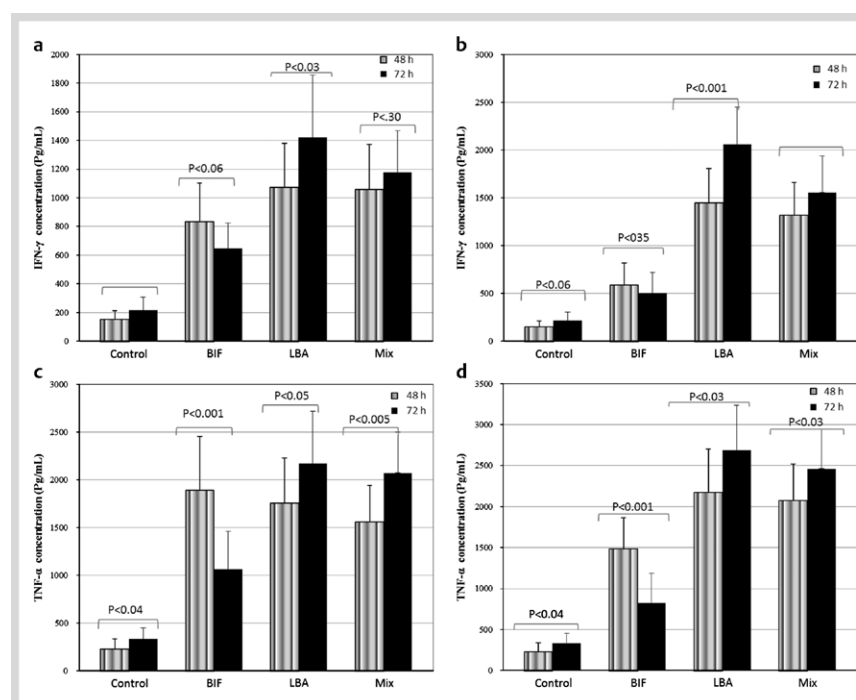 a
2000
1800
1600
1400
1200
1000
800
600
400
200
0
IFN-γ concentration (Pg/mL)
48 h
72 h
P<0.06
P<0.03
P<.30
Control BIF LBA Mix
b
3000
2500
2000
1500
1000
500
0
IFN-γ concentration (Pg/mL)
48 h
72 h
P<0.06
P<035
P<0.001
Control BIF LBA Mix
c
3000
2500
2000
1500
1000
500
0
TNF-α concentration (Pg/mL)
48 h
72 h
P<0.04
P<0.001
P<0.05
P<0.005
Control BIF LBA Mix
d
3500
3000
2500
2000
1500
1000
500
0
TNF-α concentration (Pg/mL)
48 h
72 h
P<0.04
P<0.001
P<0.03
P<0.03
Control BIF LBA Mix